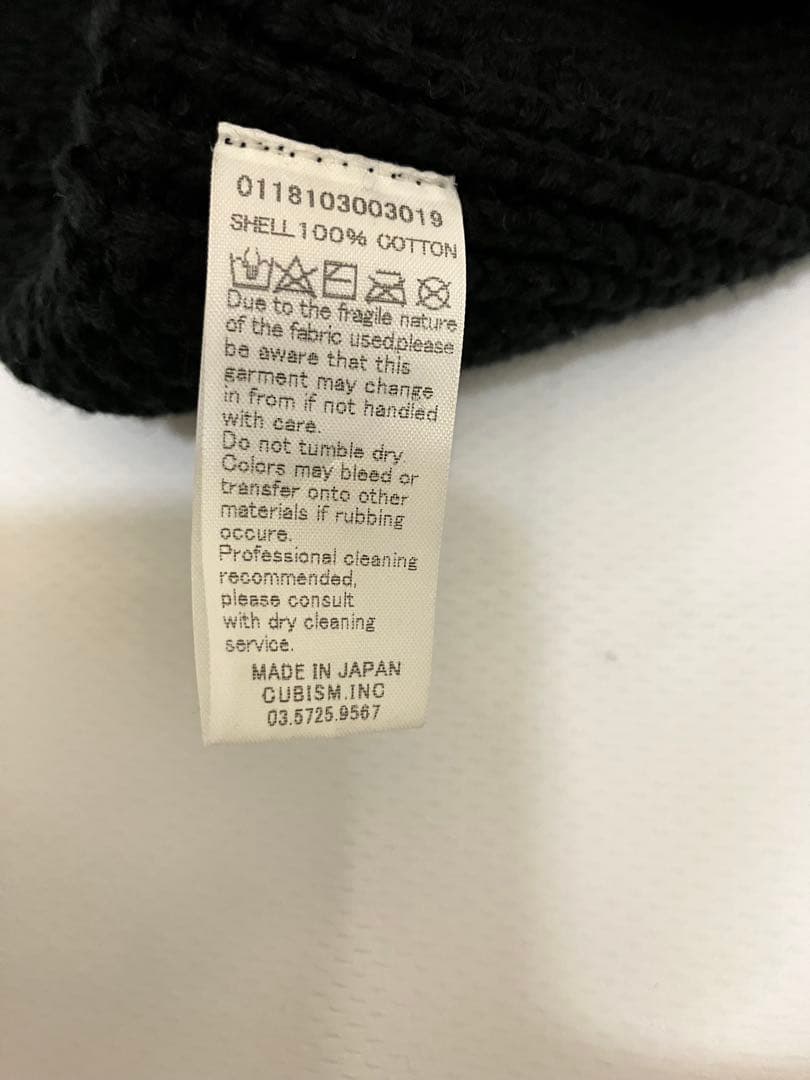 0118103003019
SHELL 100% COTTON
Due to the fragile nature
of the fabric used,please
be aware that this
garment may change
in from if not handled
with care.
Do not tumble dry.
Colors may bleed or
transfer onto other
materials if rubbing
occure.
Professional cleaning
recommended,
please consult
with dry cleaning
service.
MADE IN JAPAN
CUBISM.INC
03.5725.9567